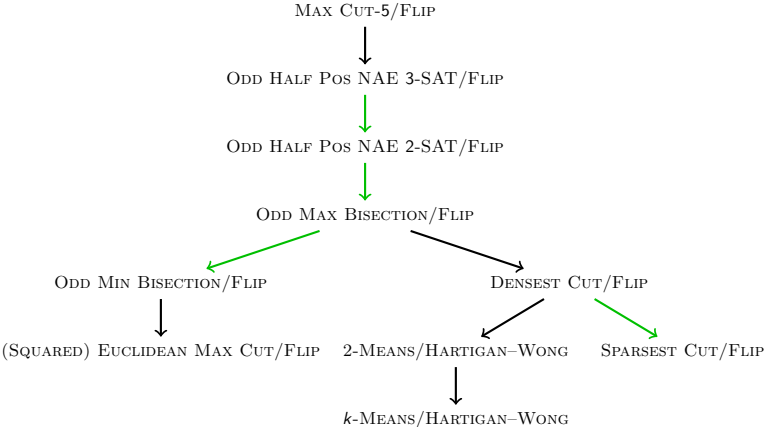 Max Cut-5/Flip
Odd Half Pos NAE 3-SAT/Flip
Odd Half Pos NAE 2-SAT/Flip
Odd Max Bisection/Flip
Odd Min Bisection/Flip
Densest Cut/Flip
(Squared) Euclidean Max Cut/Flip
2-Means/Hartigan–Wong
Sparsest Cut/Flip
k-Means/Hartigan–Wong